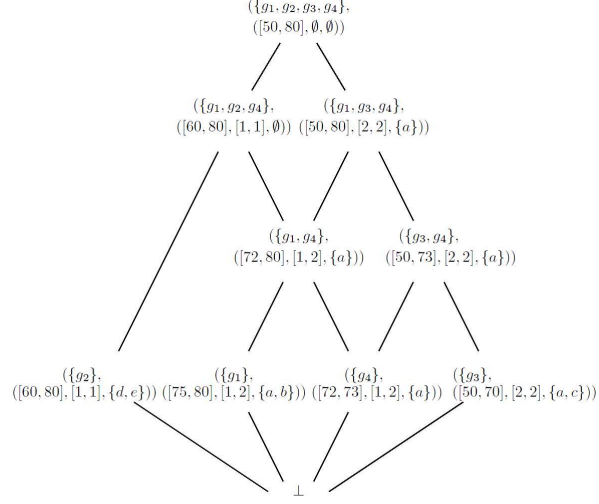 ({g₁, g₂, g₃, g₄},
([50, 80], ∅, ∅))
({g₁, g₂, g₄}, ({g₁, g₃, g₄},
([60, 80], [1, 1], ∅)) ([50, 80], [2, 2], {a}))
({g₁, g₄}, ({g₃, g₄},
([72, 80], [1, 2], {a})) ([50, 73], [2, 2], {a}))
({g₂}, ({g₁}, ({g₄}, ({g₃},
([60, 80], [1, 1], {d, e})) ([75, 80], [1, 2], {a, b})) ([72, 73], [1, 2], {a})) ([50, 70], [2, 2], {a, c}))
⊥